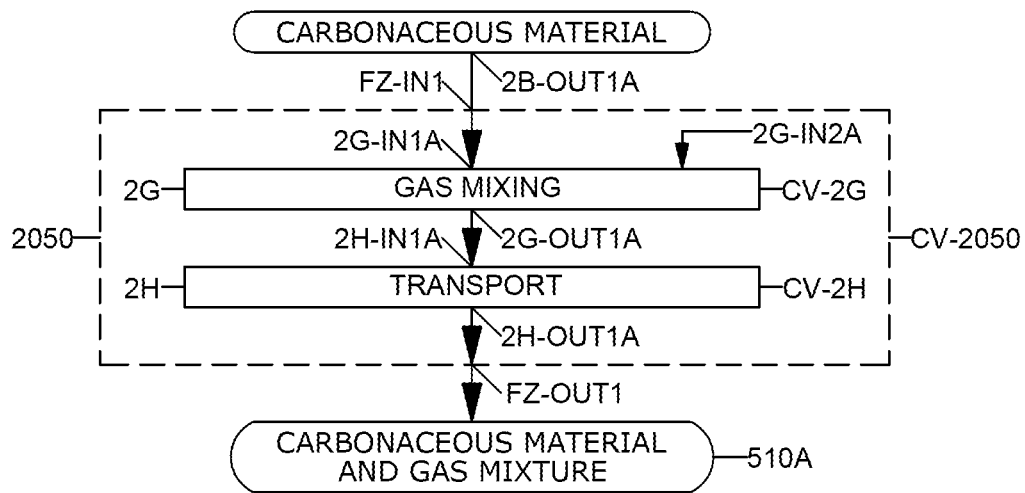 CARBONACEOUS MATERIAL
FZ-IN1 2B-OUT1A
2G-IN1A 2G-IN2A
2G GAS MIXING CV-2G
2050 2H-IN1A 2G-OUT1A CV-2050
2H TRANSPORT CV-2H
2H-OUT1A
FZ-OUT1
CARBONACEOUS MATERIAL
AND GAS MIXTURE 510A